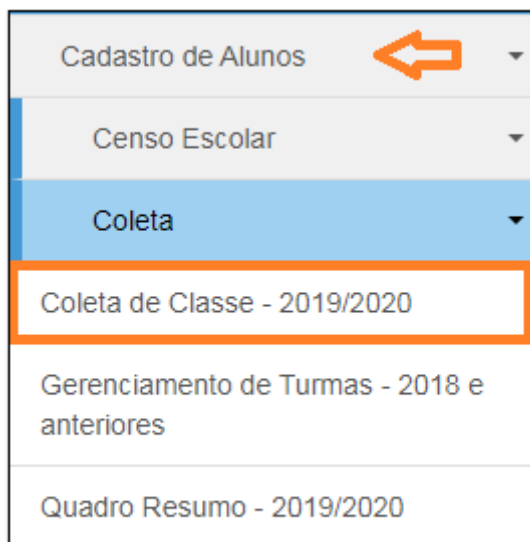 Cadastro de Alunos
Censo Escolar
Coleta
Coleta de Classe - 2019/2020
Gerenciamento de Turmas - 2018 e
anteriores
Quadro Resumo - 2019/2020